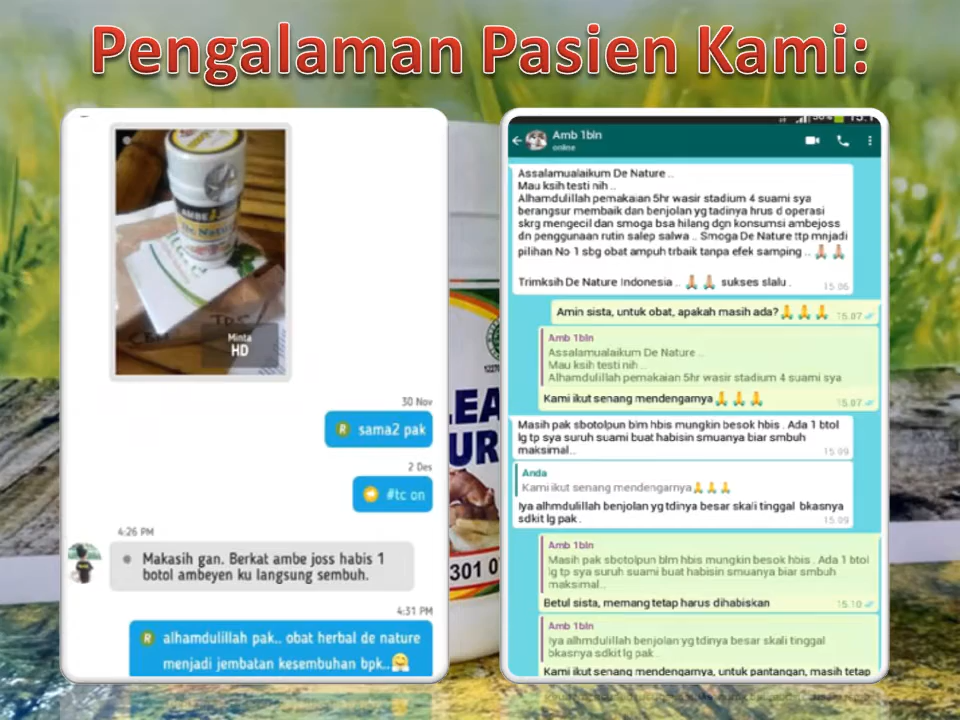 Pengalaman Pasien Kami:
AMBE
De Nature
Minta
HD
30 Nov
R sama2 pak
2 Des
#tc on
4:26 PM
Makasih gan. Berkat ambe joss habis 1
botol ambeyen ku langsung sembuh.
4:31 PM
R alhamdulillah pak.. obat herbal de nature
menjadi jembatan kesembuhan bpk..🤗
LEA
UR
301 0
Amb 1bln
online
Assalamualaikum De Nature ..
Mau ksih testi nih ..
Alhamdulillah pemakaian 5hr wasir stadium 4 suami sya
berangsur membaik dan benjolan yg tadinya hrus d operasi
skrg mengecil dan smoga bsa hilang dgn konsumsi ambejoss
dn penggunaan rutin salep salwa .. Smoga De Nature ttp mnjadi
pilihan No 1 sbg obat ampuh trbaik tanpa efek samping .. 🙏 🙏
Trimksih De Nature Indonesia .. 🙏 🙏 sukses slalu .
15.06
Amin sista, untuk obat, apakah masih ada?🙏 🙏 🙏 15.07
Amb 1bln
Assalamualaikum De Nature ..
Mau ksih testi nih ..
Alhamdulillah pemakaian 5hr wasir stadium 4 suami sya
Kami ikut senang mendengarnya🙏 🙏 🙏 15.07
Masih pak sbotolpun blm hbis mungkin besok hbis . Ada 1 btol
lg tp sya suruh suami buat habisin smuanya biar smbuh
maksimal.. 15.09
Anda
Kami ikut senang mendengarnya🙏🙏🙏
Iya alhmdulillah benjolan yg tdinya besar skali tinggal bkasnya
sdkit lg pak . 15.09
Amb 1bln
Masih pak sbotolpun blm hbis mungkin besok hbis . Ada 1 btol
lg tp sya suruh suami buat habisin smuanya biar smbuh
maksimal..
Betul sista, memang tetap harus dihabiskan 15.10
Amb 1bln
Iya alhmdulillah benjolan yg tdinya besar skali tinggal
bkasnya sdkit lg pak .
Kami ikut senang mendengarnya, untuk pantangan, masih tetap